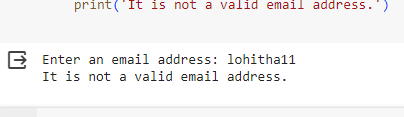 print('It is not a valid email address.')
Enter an email address: lohitha11
It is not a valid email address.